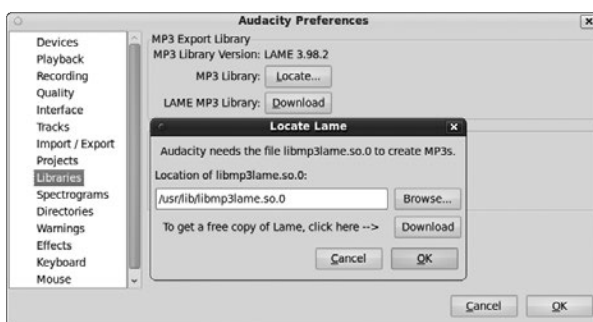 Audacity Preferences
Devices
Playback
Recording
Quality
Interface
Tracks
Import / Export
Projects
Libraries
Spectrograms
Directories
Warnings
Effects
Keyboard
Mouse
MP3 Export Library
MP3 Library Version: LAME 3.98.2
MP3 Library: Locate...
LAME MP3 Library: Download
Locate Lame
Audacity needs the file libmp3lame.so.0 to create MP3s.
Location of libmp3lame.so.0:
/usr/lib/libmp3lame.so.0 Browse...
To get a free copy of Lame, click here --> Download
Cancel OK
Cancel OK